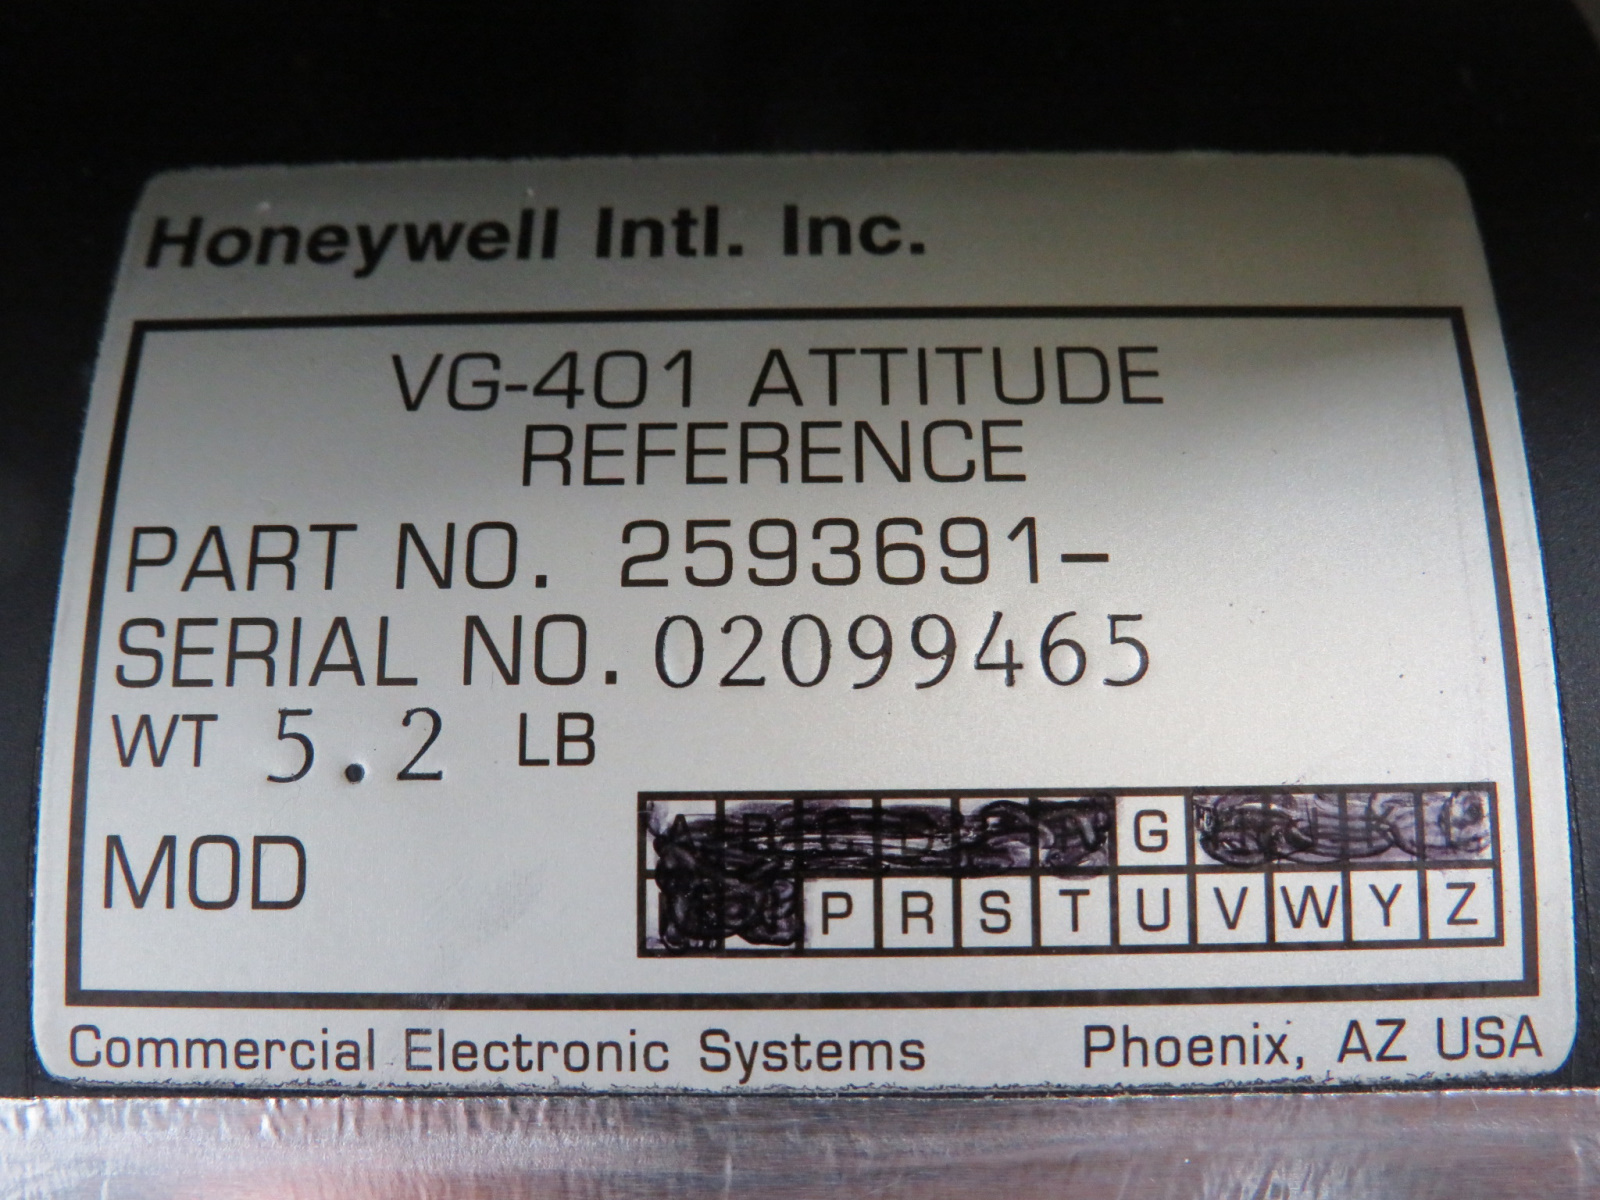 Honeywell Intl. Inc.
VG-401 ATTITUDE
REFERENCE
PART NO. 2593691-
SERIAL NO. 02099465
WT 5.2 LB
MOD
A B C D G K L
P R S T U V W Y Z
Commercial Electronic Systems Phoenix, AZ USA